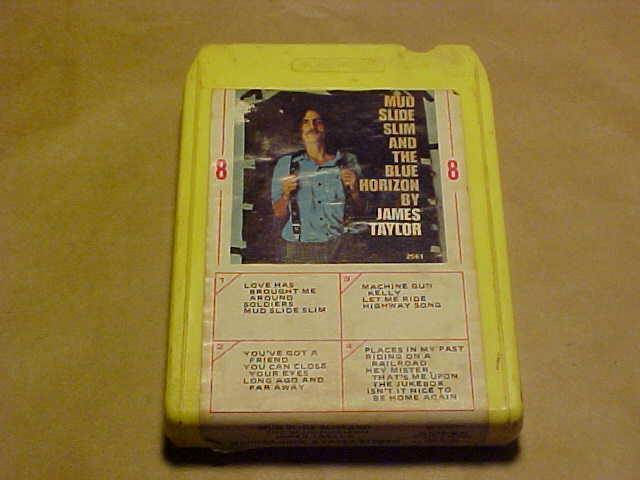 MUD
SLIDE
SLIM
AND
THE
BLUE
HORIZON
BY
JAMES
TAYLOR
2561
8
8
1
LOVE HAS
BROUGHT ME
AROUND
SOLDIERS
MUD SLIDE SLIM
3
MACHINE GUN
KELLY
LET ME RIDE
HIGHWAY SONG
2
YOU'VE GOT A
FRIEND
YOU CAN CLOSE
YOUR EYES
LONG AGO AND
FAR AWAY
4
PLACES IN MY PAST
RIDING ON A
RAILROAD
HEY MISTER,
THAT'S ME UPON
THE JUKEBOX
ISN'T IT NICE TO
BE HOME AGAIN
JAMES TAYLOR